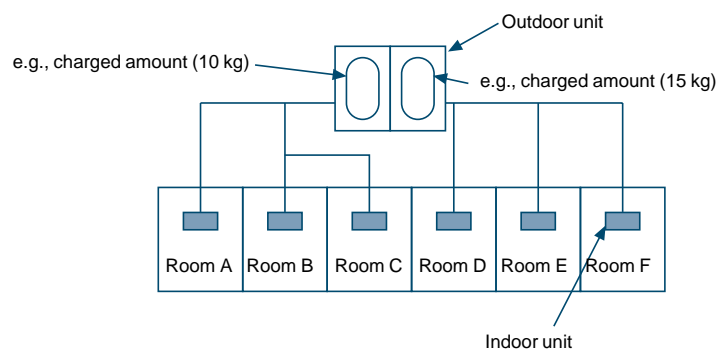 Outdoor unit
e.g., charged amount (10 kg)
e.g., charged amount (15 kg)
Room A
Room B
Room C
Room D
Room E
Room F
Indoor unit